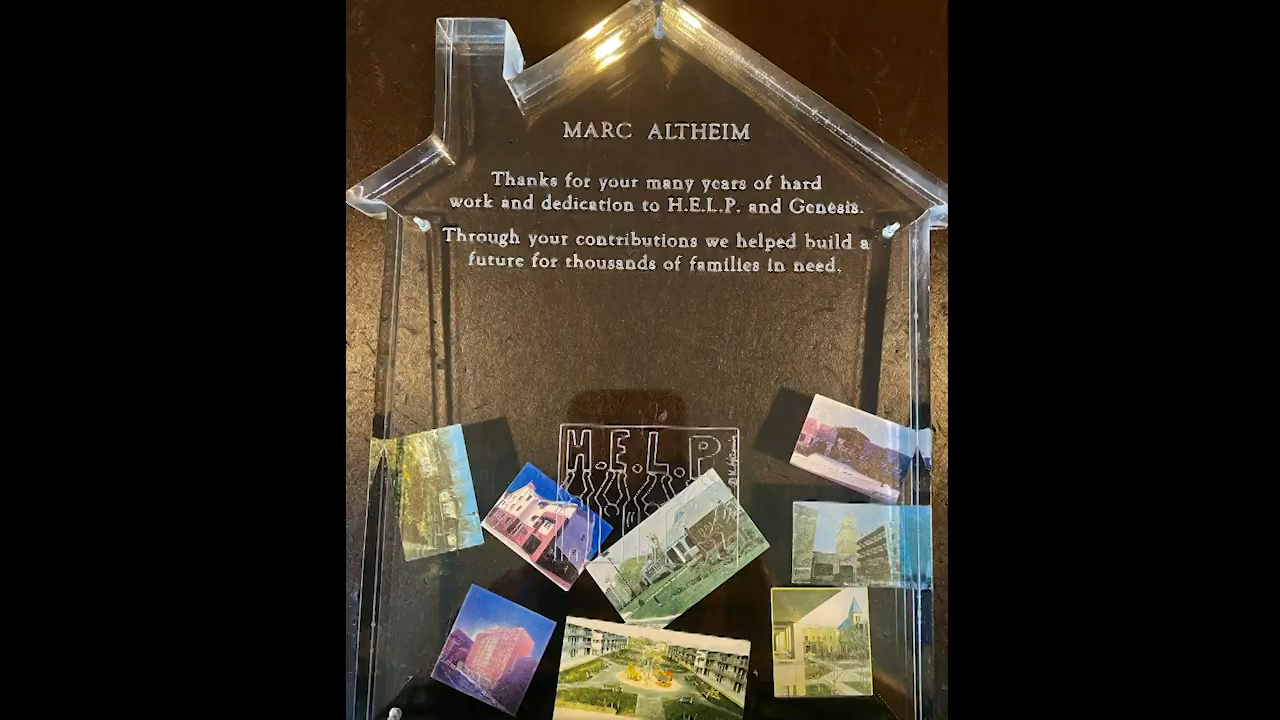 MARC ALTHEIM
Thanks for your many years of hard
work and dedication to H.E.L.P. and Genesis.
Through your contributions we helped build a
future for thousands of families in need.
H.E.L.P